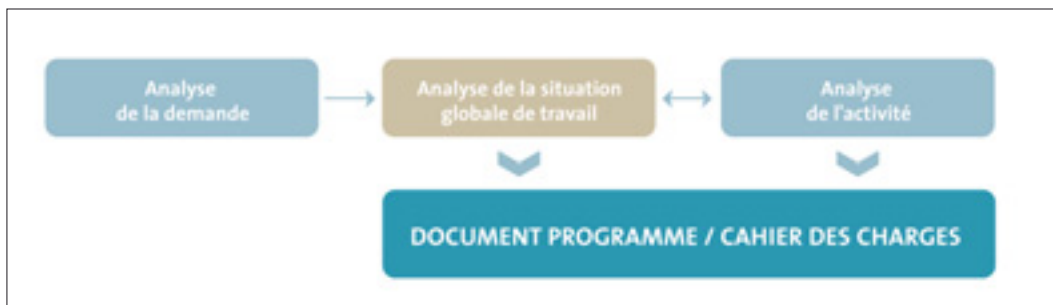 Analyse
de la demande
Analyse de la situation
globale de travail
Analyse
de l'activité
DOCUMENT PROGRAMME / CAHIER DES CHARGES